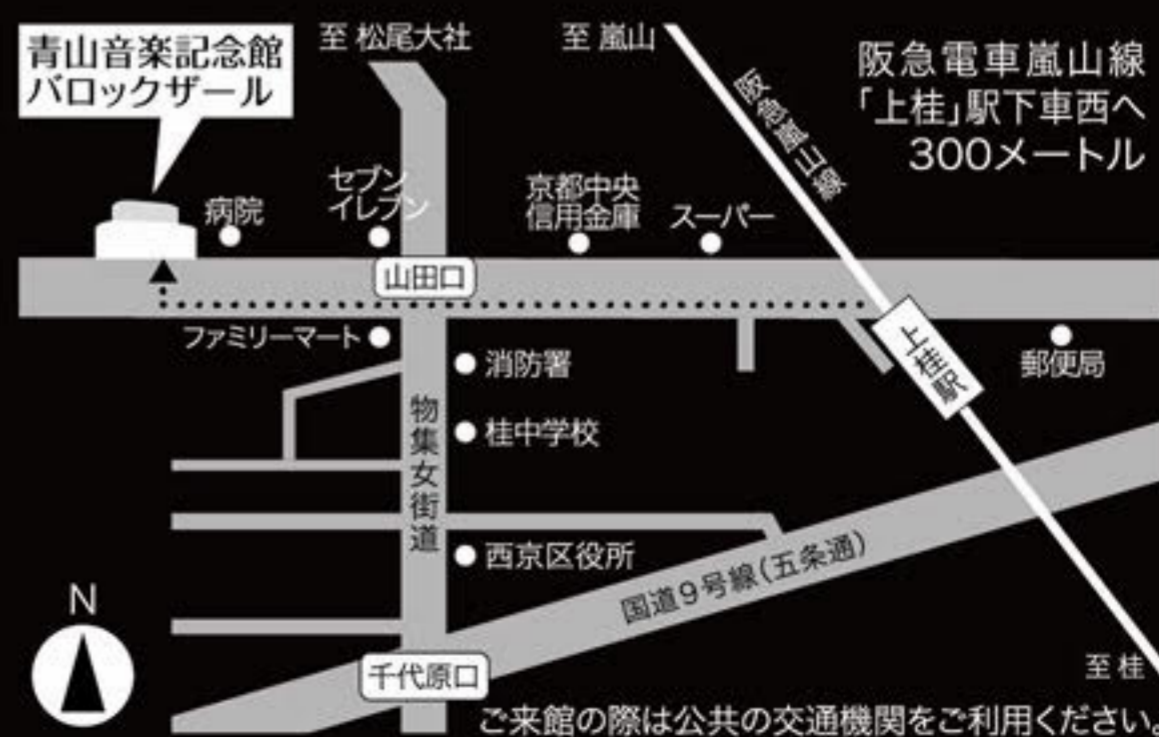 青山音楽記念館
バロックザール
至 松尾大社
至 嵐山
阪急電車嵐山線
「上桂」駅下車西へ
300メートル
阪急嵐山線
病院
セブン
イレブン
京都中央
信用金庫
スーパー
山田口
ファミリーマート
消防署
上桂駅
郵便局
物集女街道
桂中学校
西京区役所
国道9号線(五条通)
N
千代原口
至 桂
ご来館の際は公共の交通機関をご利用ください。